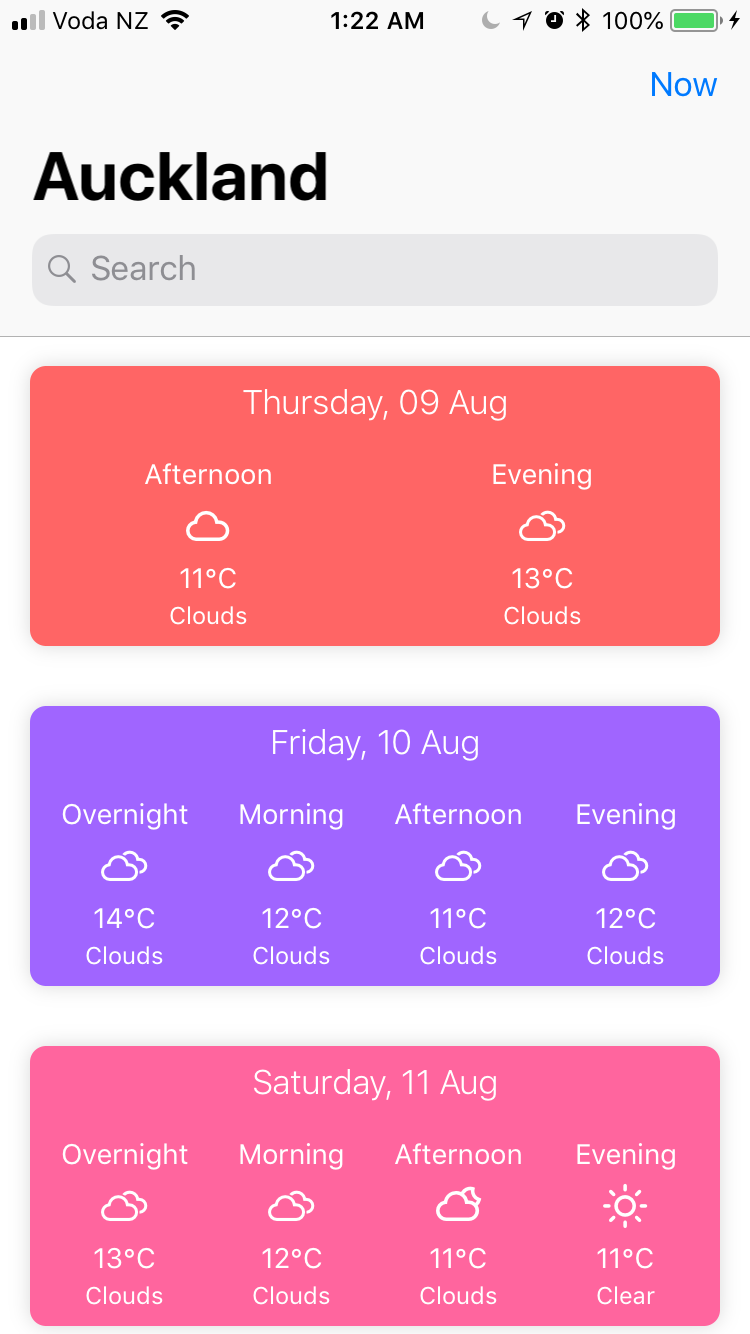 Voda NZ 1:22 AM 100%
Now
Auckland
Search
Thursday, 09 Aug
Afternoon Evening
11°C 13°C
Clouds Clouds
Friday, 10 Aug
Overnight Morning Afternoon Evening
14°C 12°C 11°C 12°C
Clouds Clouds Clouds Clouds
Saturday, 11 Aug
Overnight Morning Afternoon Evening
13°C 12°C 11°C 11°C
Clouds Clouds Clouds Clear